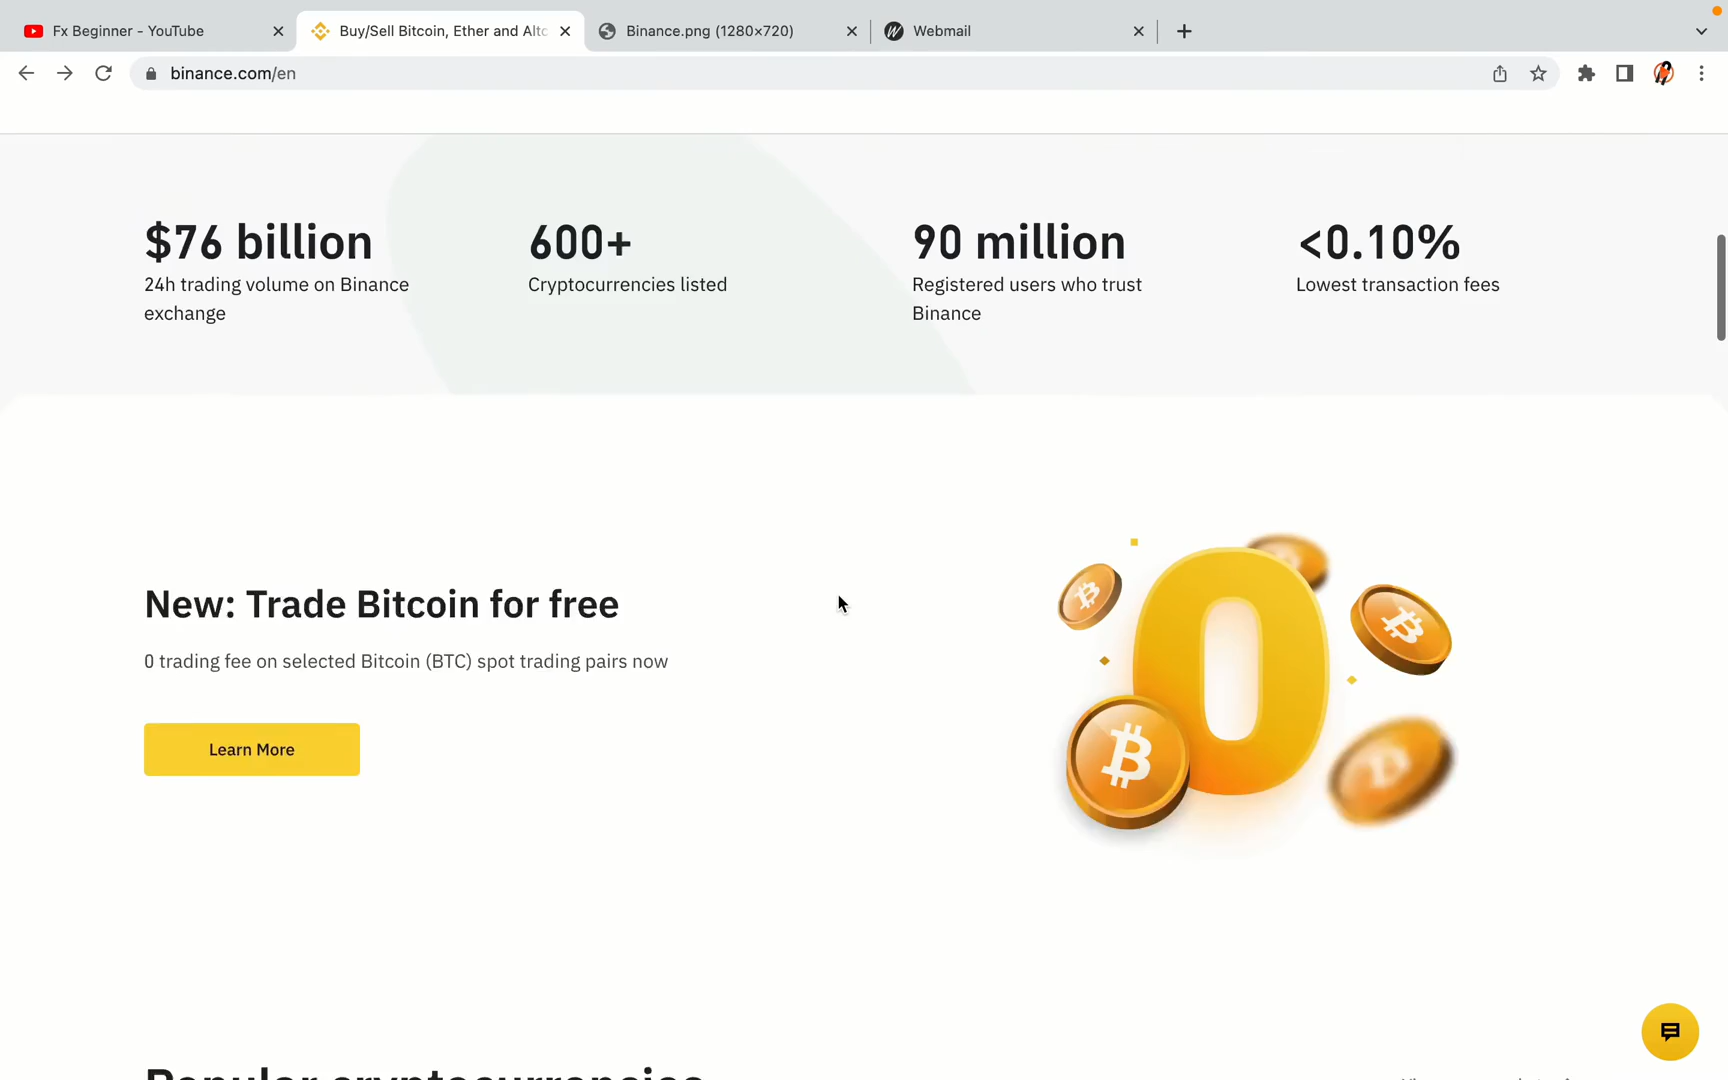 Fx Beginner - YouTube
Buy/Sell Bitcoin, Ether and Altc
Binance.png (1280×720)
Webmail
binance.com/en
$76 billion
24h trading volume on Binance
exchange
600+
Cryptocurrencies listed
90 million
Registered users who trust
Binance
<0.10%
Lowest transaction fees
New: Trade Bitcoin for free
0 trading fee on selected Bitcoin (BTC) spot trading pairs now
Learn More
0
Popular cryptocurrencies